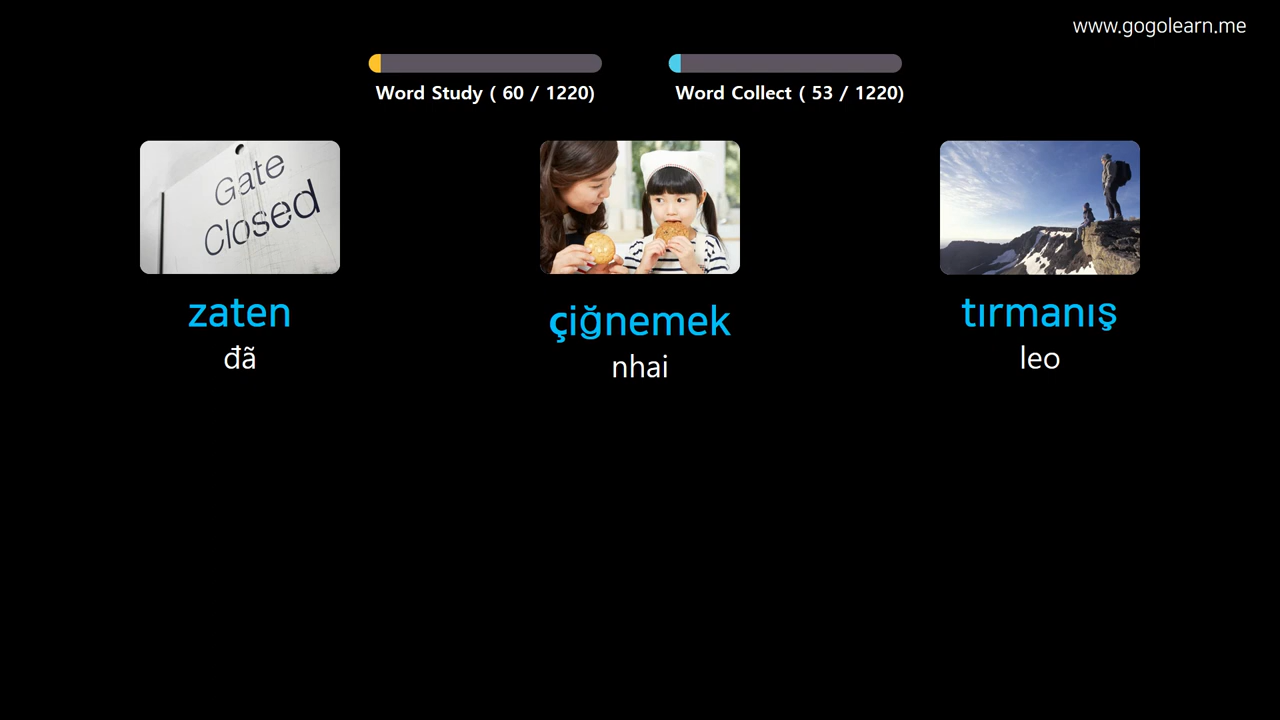 www.gogolearn.me
Word Study ( 60 / 1220)
Word Collect ( 53 / 1220)
Gate
Closed
zaten
đã
çiğnemek
nhai
tırmanış
leo